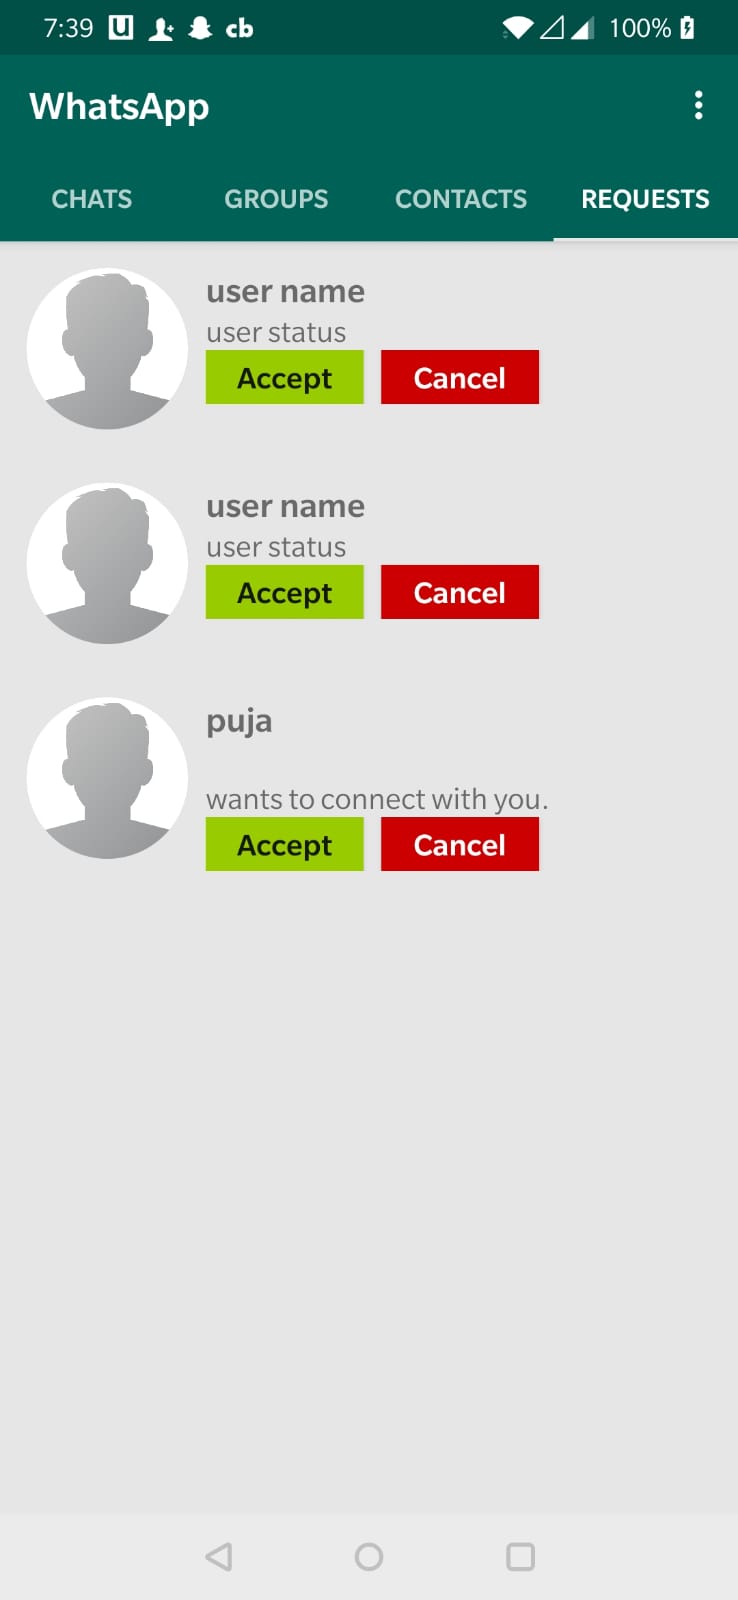 7:39 U cb 100%
WhatsApp
CHATS GROUPS CONTACTS REQUESTS
user name
user status
Accept Cancel
user name
user status
Accept Cancel
puja
wants to connect with you.
Accept Cancel